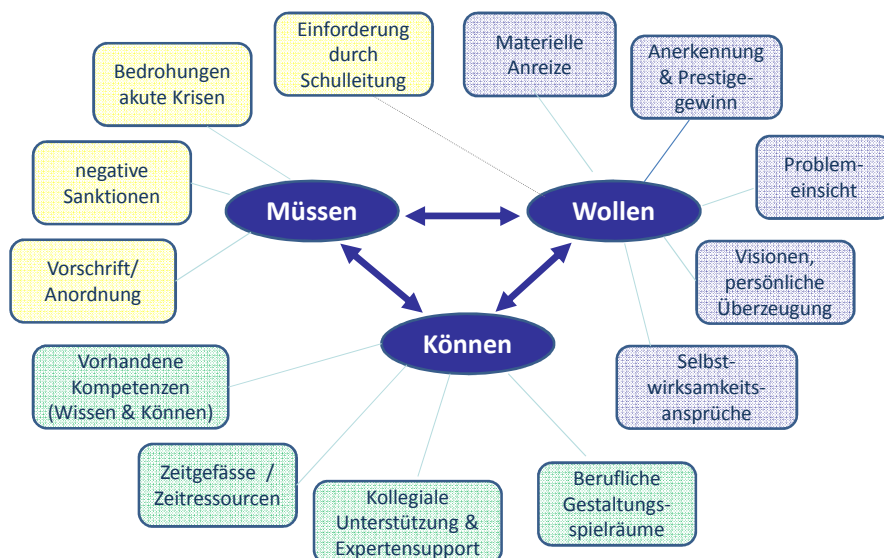 Einforderung
durch
Schulleitung
Materielle
Anreize
Anerkennung
& Prestige-
gewinn
Bedrohungen
akute Krisen
Problem-
einsicht
negative
Sanktionen
Müssen
Wollen
Vorschrift/
Anordnung
Visionen,
persönliche
Überzeugung
Können
Vorhandene
Kompetenzen
(Wissen & Können)
Selbst-
wirksamkeits-
ansprüche
Zeitgefässe /
Zeitressourcen
Kollegiale
Unterstützung &
Expertensupport
Berufliche
Gestaltungs-
spielräume